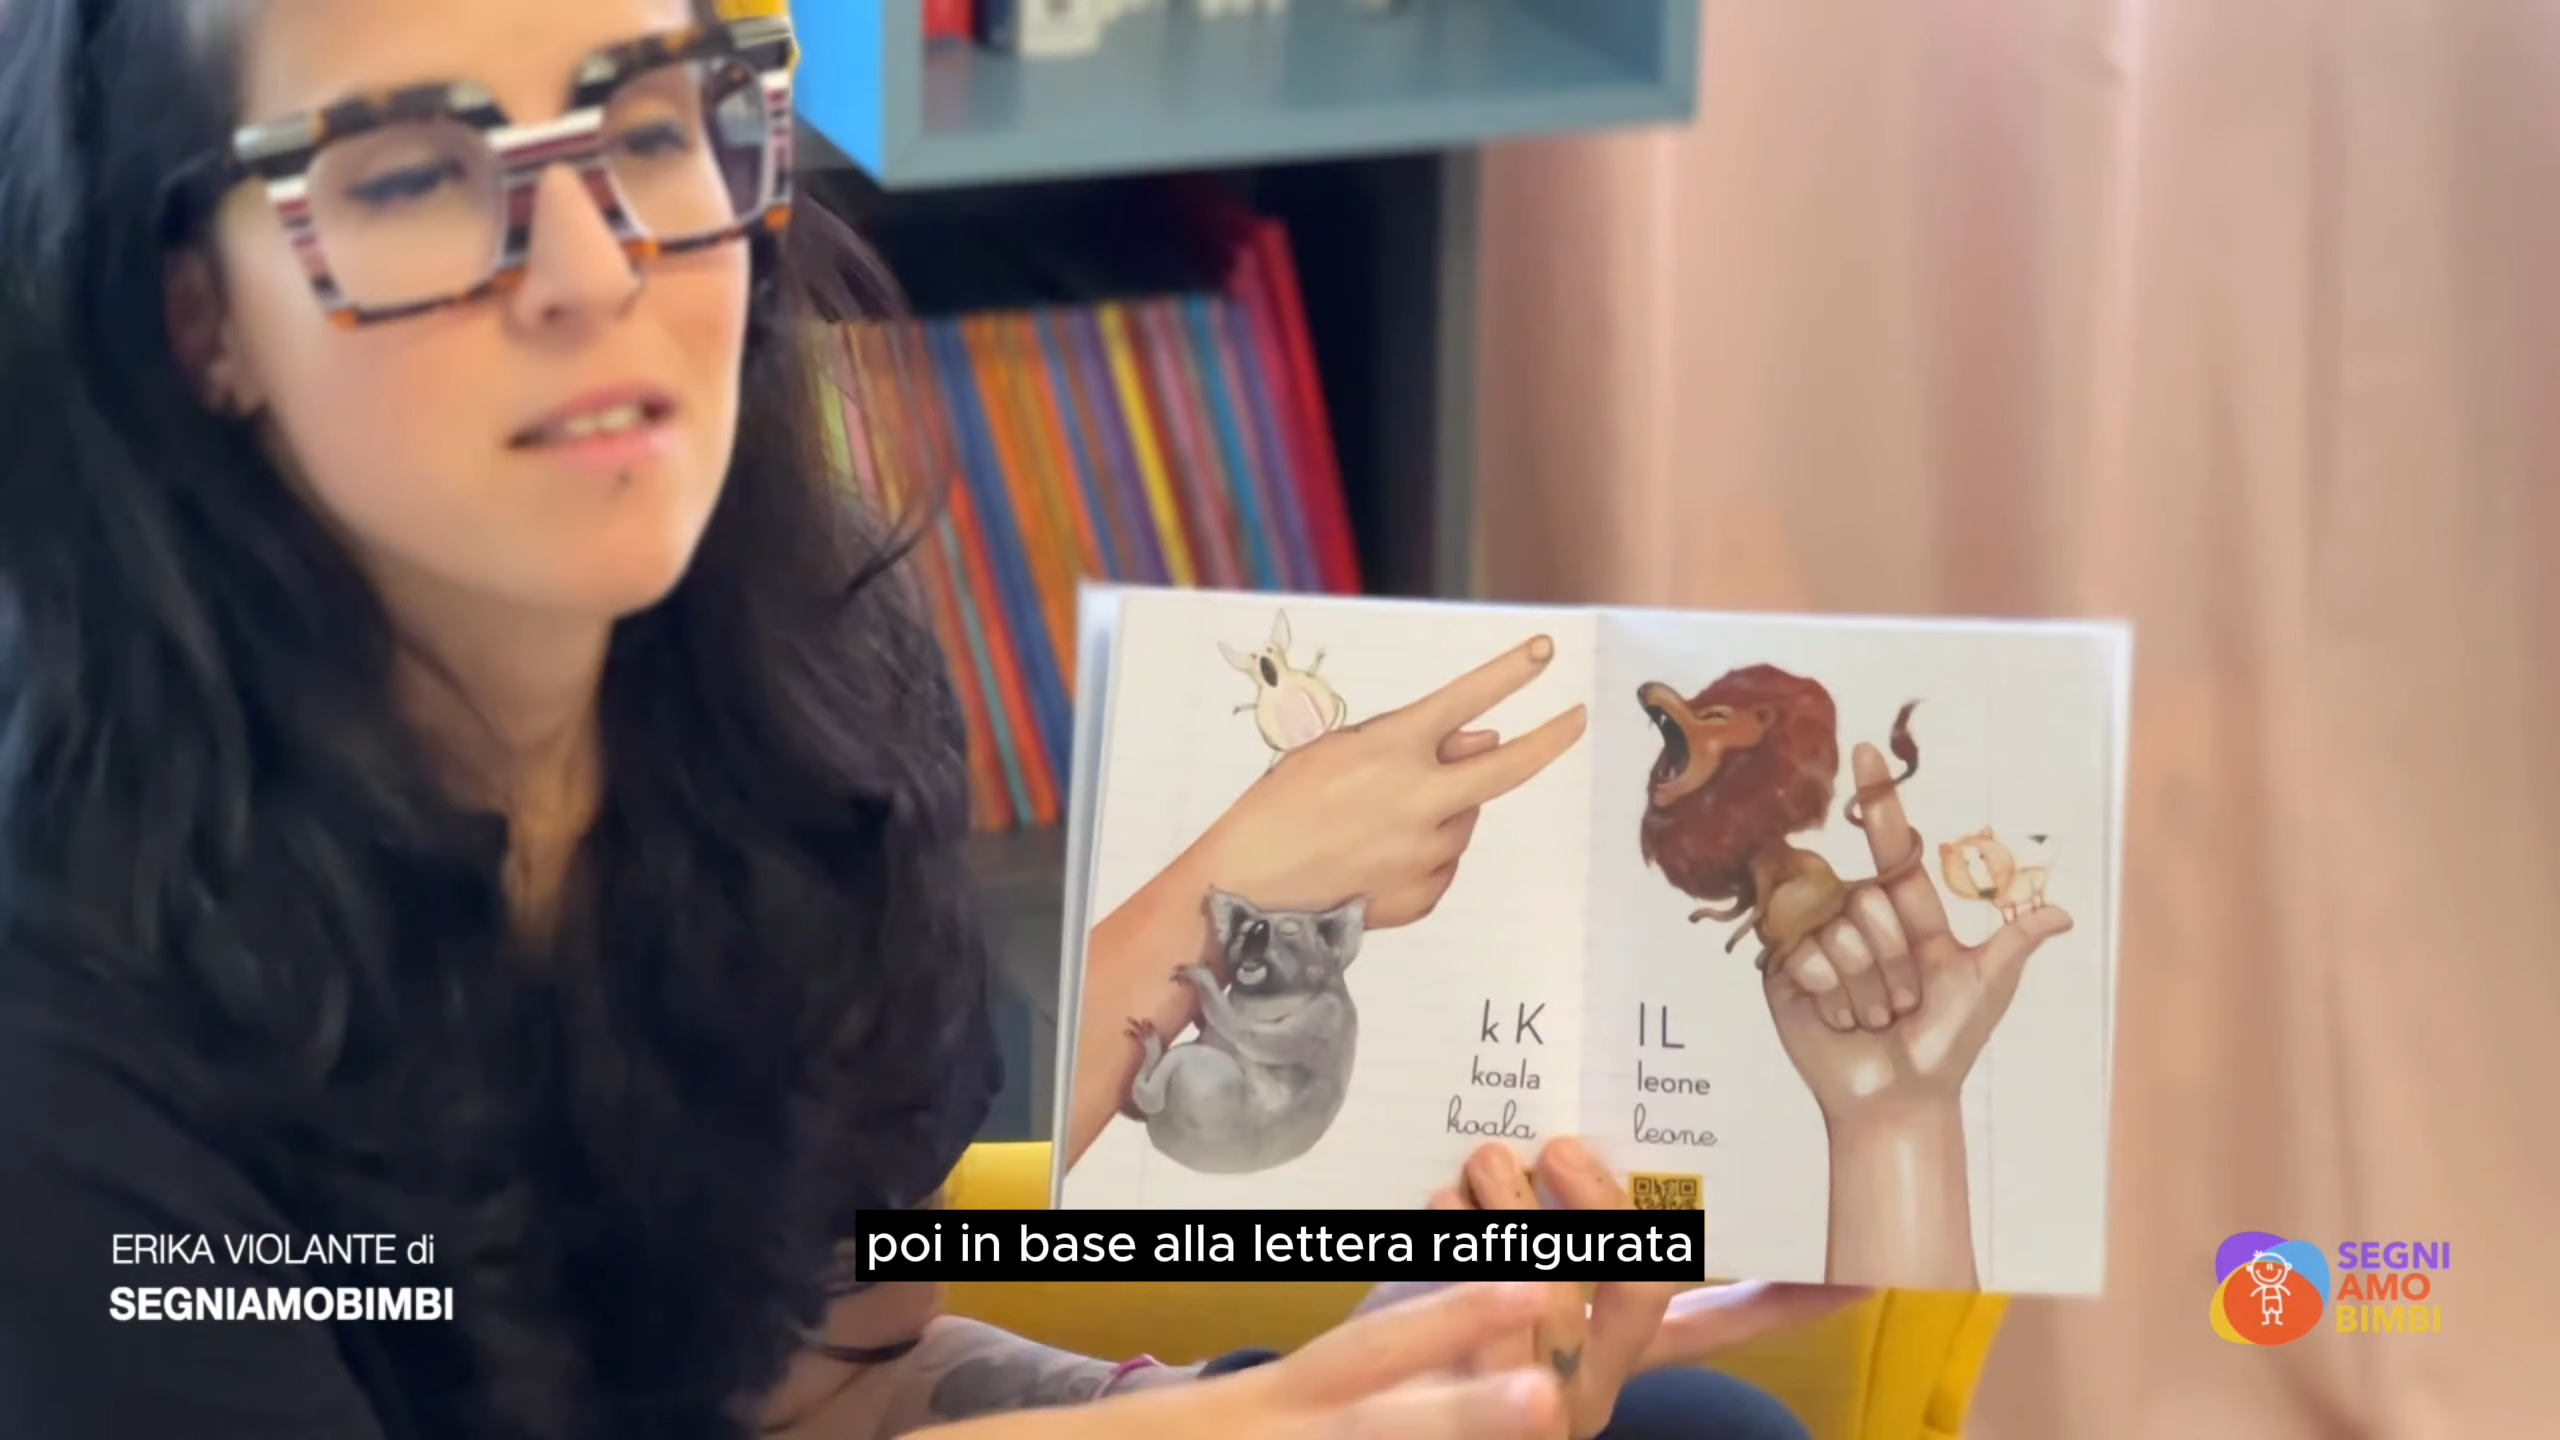 k K
koala
koala
l L
leone
leone
poi in base alla lettera raffigurata
ERIKA VIOLANTE di
SEGNIAMOBIMBI
SEGNI
AMO
BIMBI